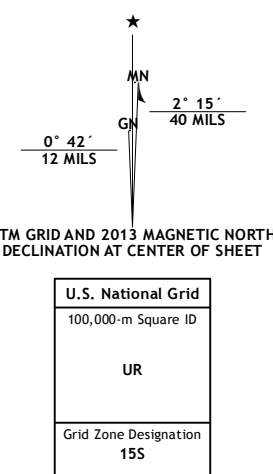 MN
2° 15´
40 MILS
GN
0° 42´
12 MILS
TM GRID AND 2013 MAGNETIC NORTH
DECLINATION AT CENTER OF SHEET
U.S. National Grid
100,000-m Square ID
UR
Grid Zone Designation
15S